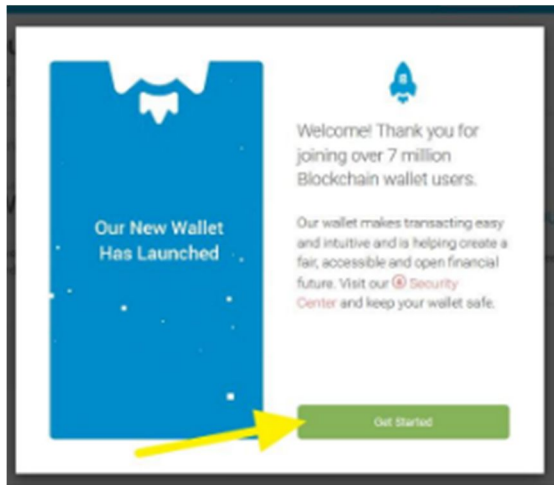 Our New Wallet
Has Launched
Welcome! Thank you for
joining over 7 million
Blockchain wallet users.
Our wallet makes transacting easy
and intuitive and is helping create a
fair, accessible and open financial
future. Visit our Security
Center and keep your wallet safe.
Get Started